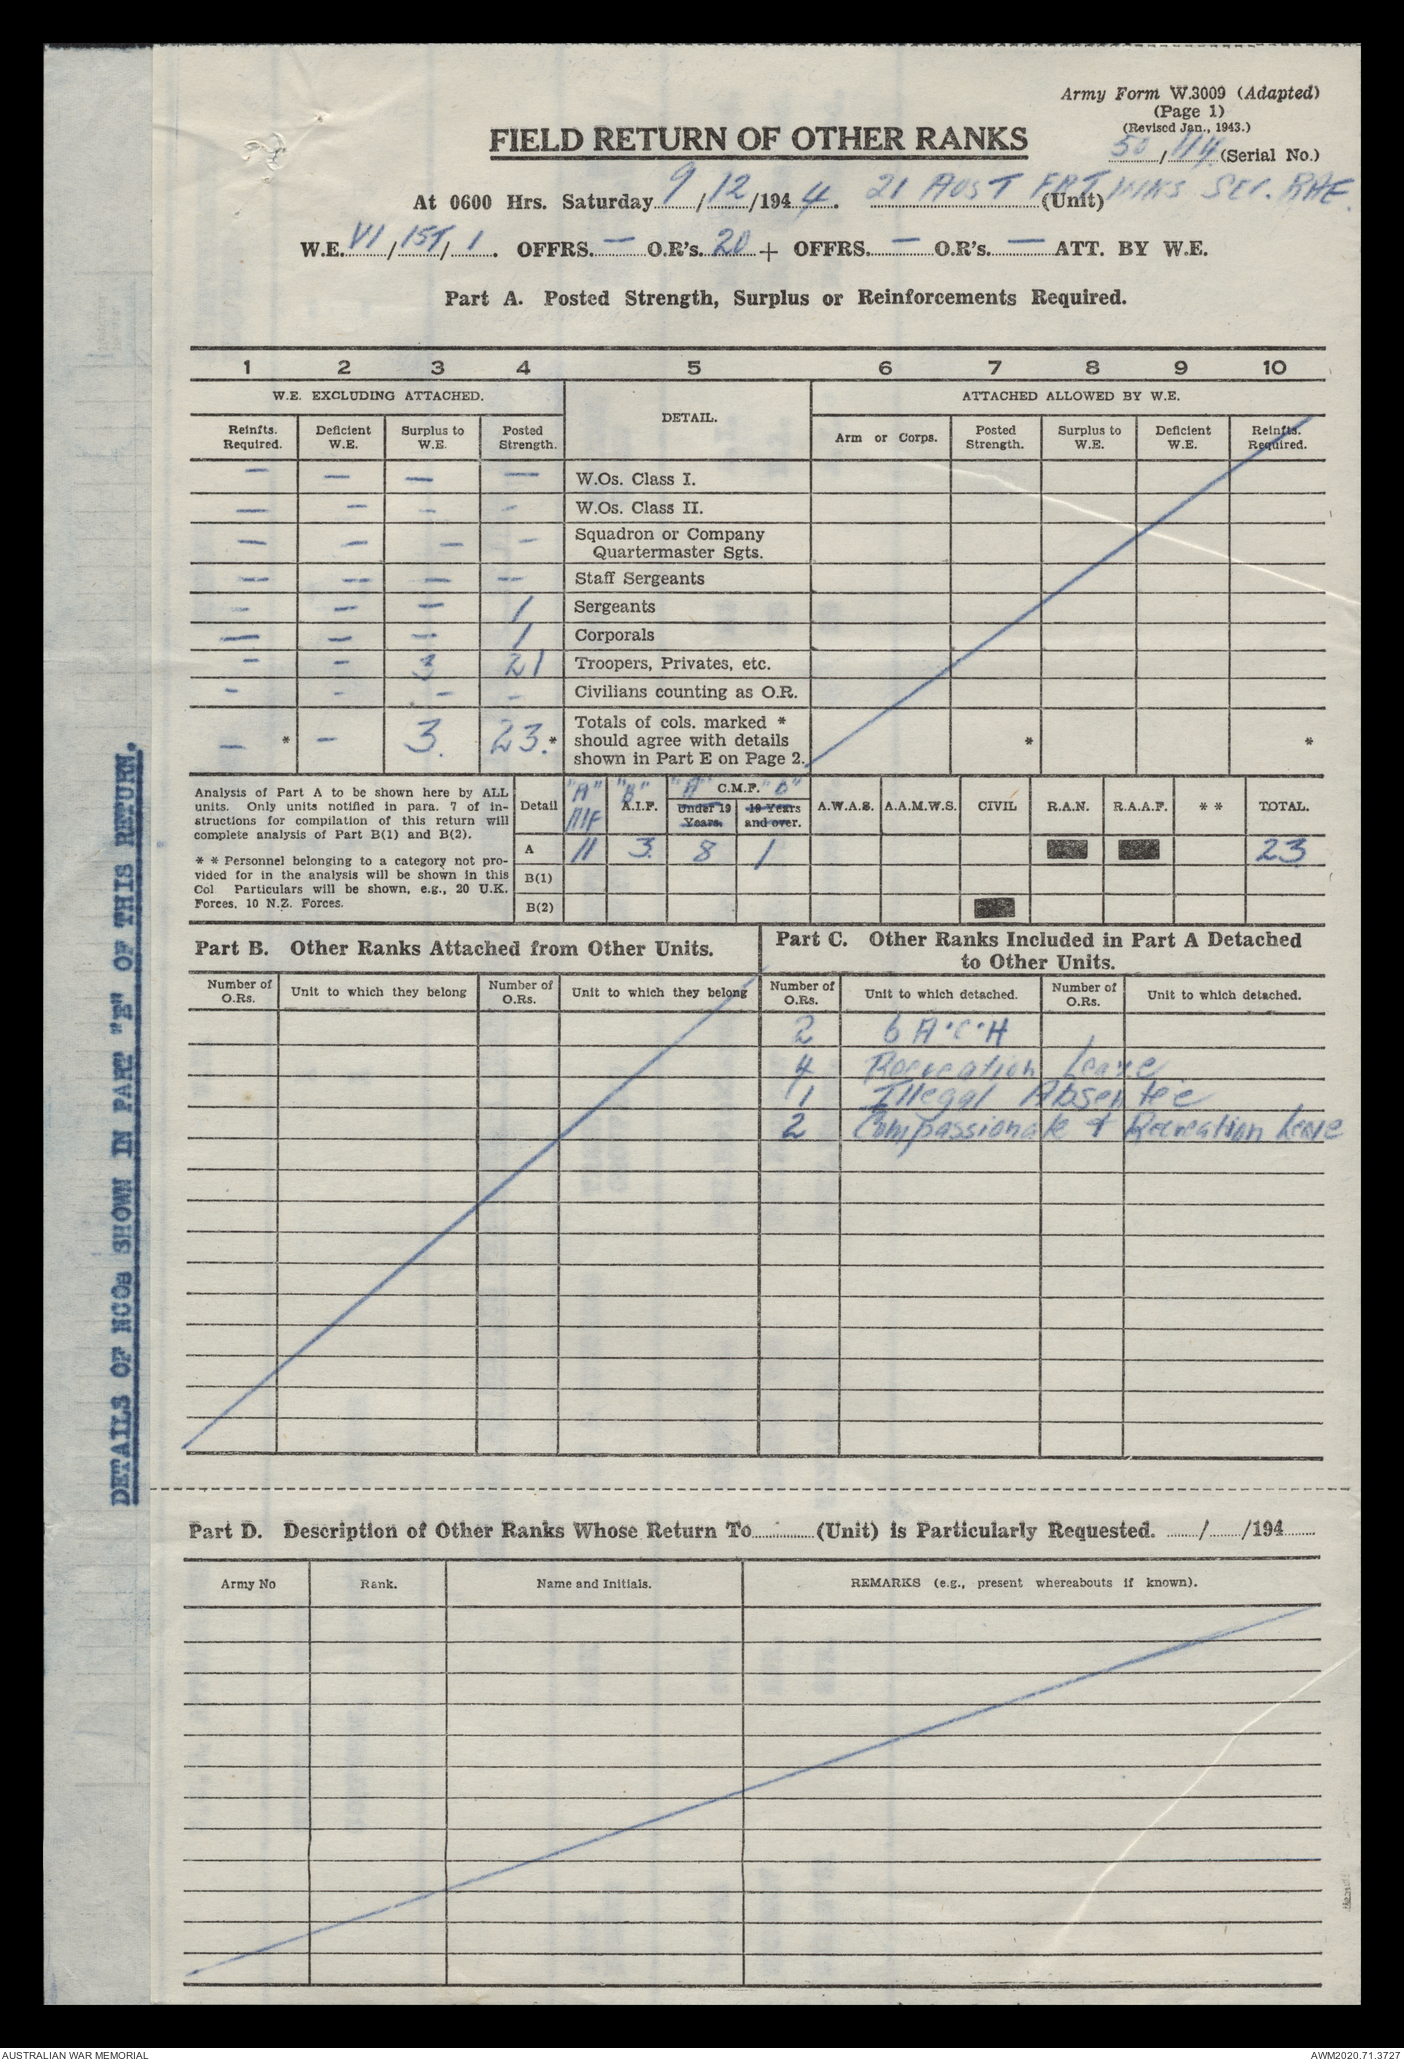 Army Form W.3009 (Adapted)
(Page 1)
(Revised Jan., 1943.)
FIELD RETURN OF OTHER RANKS
50/114 (Serial No.)
At 0600 Hrs. Saturday 9/12/1944. 21 AUST FRT WKS SEC. RAE. (Unit)
W.E. VI/1ST/1. OFFRS. — O.R's. 20 + OFFRS. — O.R's. — ATT. BY W.E.
Part A. Posted Strength, Surplus or Reinforcements Required.
1 2 3 4 5 6 7 8 9 10
W.E. EXCLUDING ATTACHED. DETAIL. ATTACHED ALLOWED BY W.E.
Reinfts. Required. Deficient W.E. Surplus to W.E. Posted Strength. Arm or Corps. Posted Strength. Surplus to W.E. Deficient W.E. Reinfts. Required.
— — — — W.Os. Class I.
— — — — W.Os. Class II.
— — — — Squadron or Company Quartermaster Sgts.
— — — — Staff Sergeants
— — — 1 Sergeants
— — — 1 Corporals
— — 3 21 Troopers, Privates, etc.
— — — — Civilians counting as O.R.
— * — 3. 23.* Totals of cols. marked * should agree with details shown in Part E on Page 2. * *
Analysis of Part A to be shown here by ALL
units. Only units notified in para. 7 of in-
structions for compilation of this return will
complete analysis of Part B(1) and B(2).
* * Personnel belonging to a category not pro-
vided for in the analysis will be shown in this
Col Particulars will be shown, e.g., 20 U.K.
Forces, 10 N.Z. Forces.
Detail "A" AIF "B" A.I.F. "A" C.M.F. "B" Under 19 Years. 19 Years and over. A.W.A.S. A.A.M.W.S. CIVIL R.A.N. R.A.A.F. * * TOTAL.
A 11 3. 8 1 23
B(1)
B(2)
Part B. Other Ranks Attached from Other Units.
Part C. Other Ranks Included in Part A Detached
to Other Units.
Number of O.Rs. Unit to which they belong Number of O.Rs. Unit to which they belong Number of O.Rs. Unit to which detached. Number of O.Rs. Unit to which detached.
2 6 A.C.H
4 Recreation Leave
1 Illegal Absentee
2 Compassionate & Recreation Leave
Part D. Description of Other Ranks Whose Return To (Unit) is Particularly Requested. / /194
Army No Rank. Name and Initials. REMARKS (e.g., present whereabouts if known).
DETAILS OF NCOs SHOWN IN PART "E" OF THIS RETURN.
AUSTRALIAN WAR MEMORIAL AWM2020.71.3727